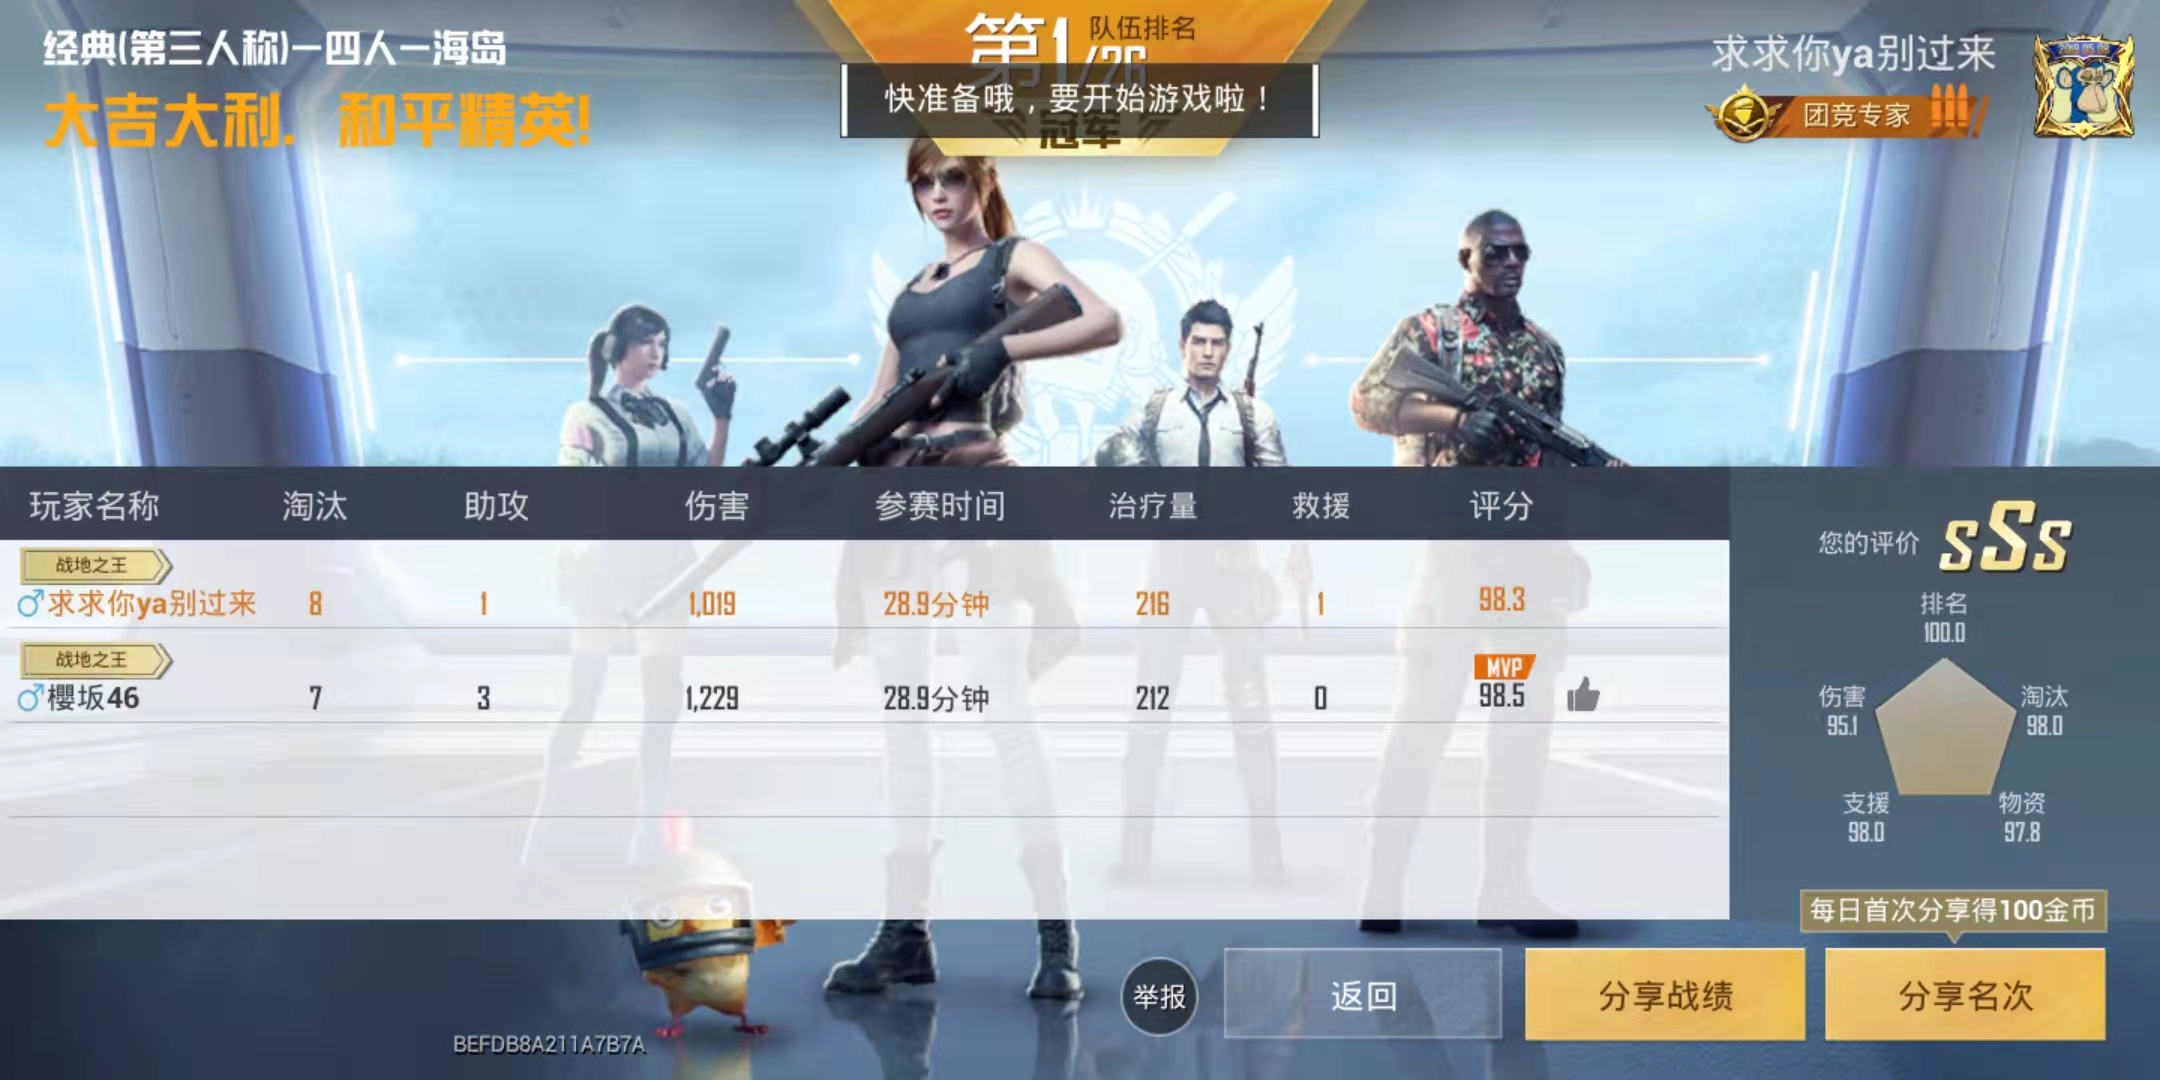 经典(第三人称)—四人—海岛
大吉大利，和平精英!
第1/26
队伍排名
快准备哦，要开始游戏啦！
冠军
求求你ya别过来
团竞专家
2019.05.08
玩家名称 淘汰 助攻 伤害 参赛时间 治疗量 救援 评分
战地之王
求求你ya别过来 8 1 1,019 28.9分钟 216 1 98.3
战地之王
MVP
櫻坂46 7 3 1,229 28.9分钟 212 0 98.5
您的评价 SSS
排名
100.0
伤害
95.1
淘汰
98.0
支援
98.0
物资
97.8
每日首次分享得100金币
举报
返回
分享战绩
分享名次
BEFDB8A211A7B7A